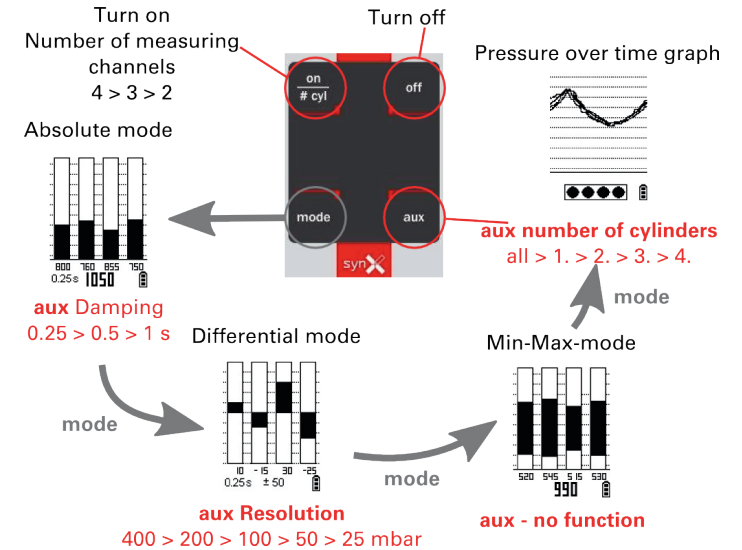 Turn on
Number of measuring
channels
4 > 3 > 2
Turn off
Pressure over time graph
on
# cyl
off
mode
aux
synX
Absolute mode
800 760 855 750
0.25 s 1050
aux Damping
0.25 > 0.5 > 1 s
mode
Differential mode
10 -15 30 -25
0.25 s ± 50
aux Resolution
400 > 200 > 100 > 50 > 25 mbar
mode
Min-Max-mode
520 545 515 530
990
aux - no function
mode
aux number of cylinders
all > 1. > 2. > 3. > 4.